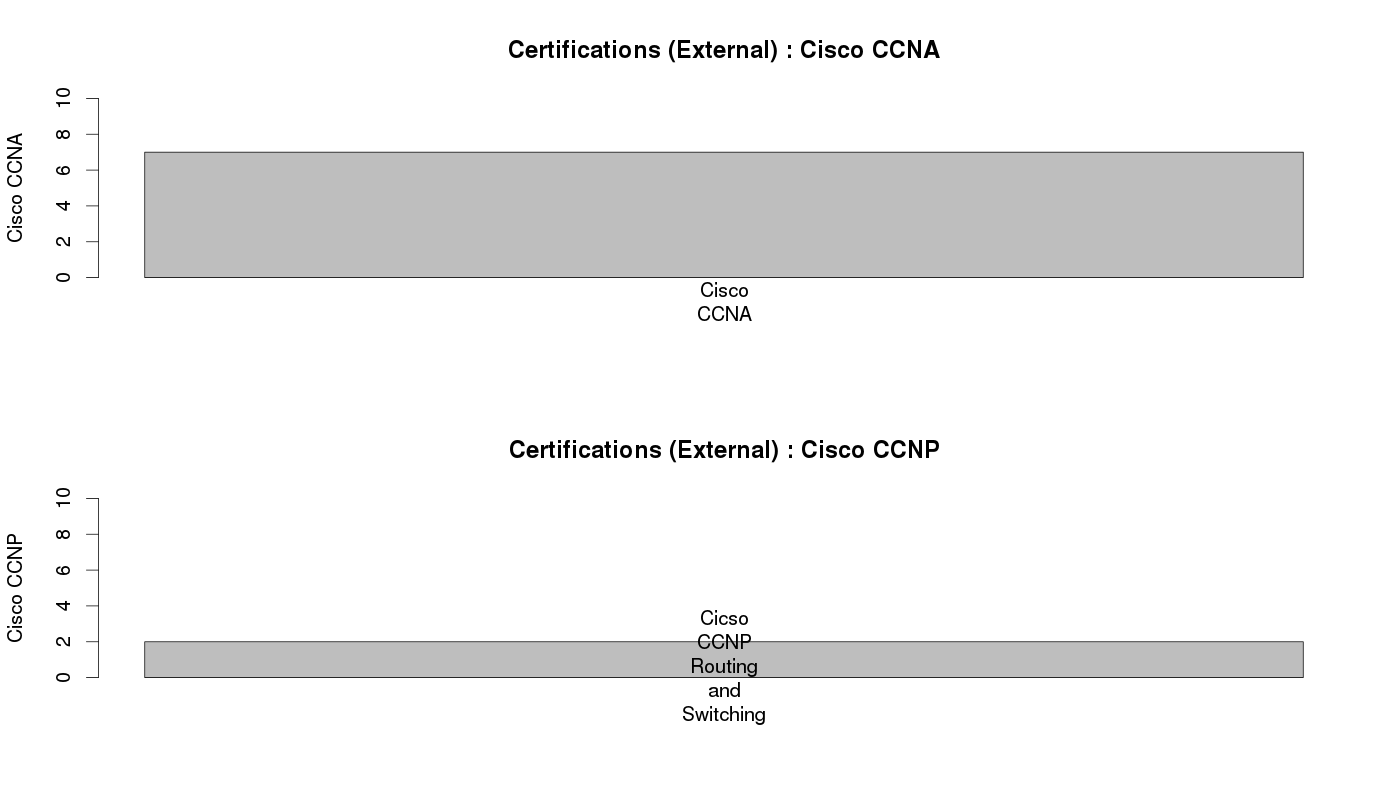 Certifications (External) : Cisco CCNA
Cisco CCNA
10
8
6
4
2
0
Cisco
CCNA
Certifications (External) : Cisco CCNP
Cisco CCNP
10
8
6
4
2
0
Cicso
CCNP
Routing
and
Switching